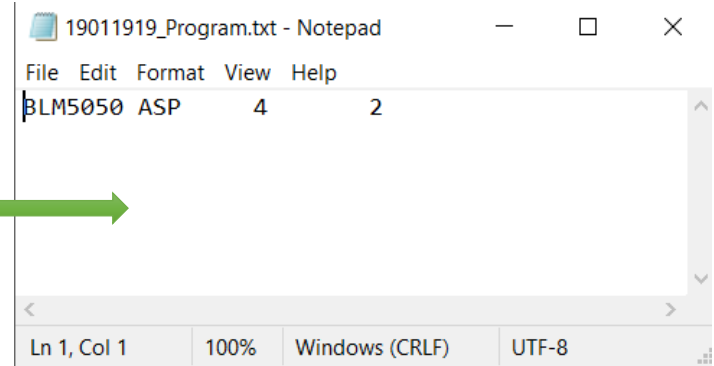 19011919_Program.txt - Notepad
File Edit Format View Help
BLM5050 ASP 4 2
Ln 1, Col 1 100% Windows (CRLF) UTF-8